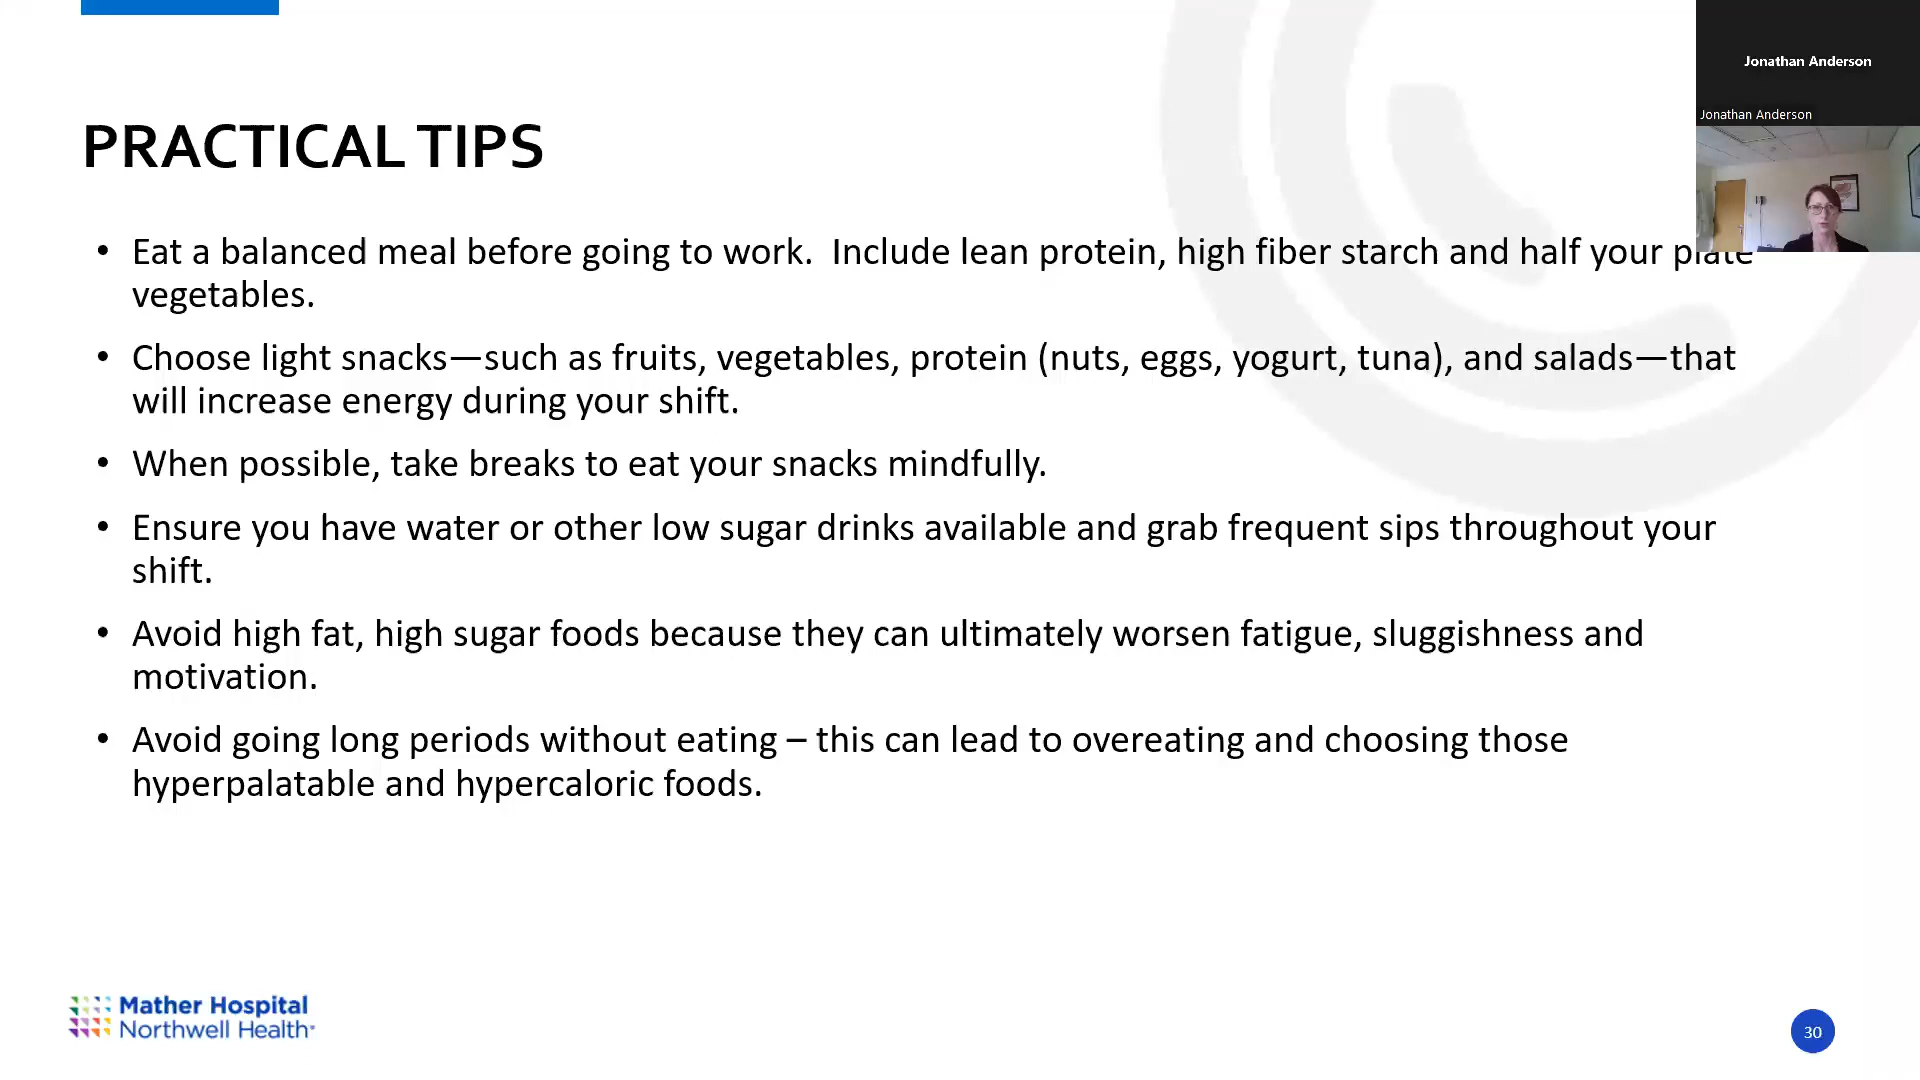 Jonathan Anderson
Jonathan Anderson
PRACTICAL TIPS
• Eat a balanced meal before going to work.  Include lean protein, high fiber starch and half your plate
vegetables.
• Choose light snacks—such as fruits, vegetables, protein (nuts, eggs, yogurt, tuna), and salads—that
will increase energy during your shift.
• When possible, take breaks to eat your snacks mindfully.
• Ensure you have water or other low sugar drinks available and grab frequent sips throughout your
shift.
• Avoid high fat, high sugar foods because they can ultimately worsen fatigue, sluggishness and
motivation.
• Avoid going long periods without eating – this can lead to overeating and choosing those
hyperpalatable and hypercaloric foods.
Mather Hospital
Northwell Health
30